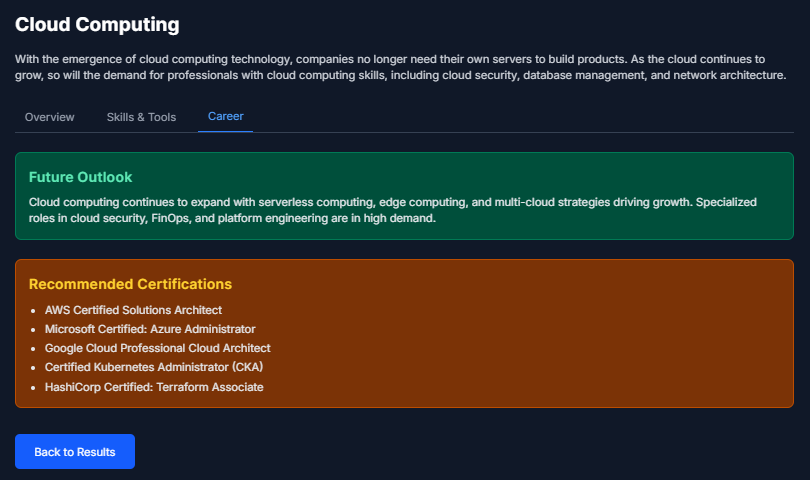 Cloud Computing
With the emergence of cloud computing technology, companies no longer need their own servers to build products. As the cloud continues to
grow, so will the demand for professionals with cloud computing skills, including cloud security, database management, and network architecture.
Overview Skills & Tools Career
Future Outlook
Cloud computing continues to expand with serverless computing, edge computing, and multi-cloud strategies driving growth. Specialized
roles in cloud security, FinOps, and platform engineering are in high demand.
Recommended Certifications
• AWS Certified Solutions Architect
• Microsoft Certified: Azure Administrator
• Google Cloud Professional Cloud Architect
• Certified Kubernetes Administrator (CKA)
• HashiCorp Certified: Terraform Associate
Back to Results